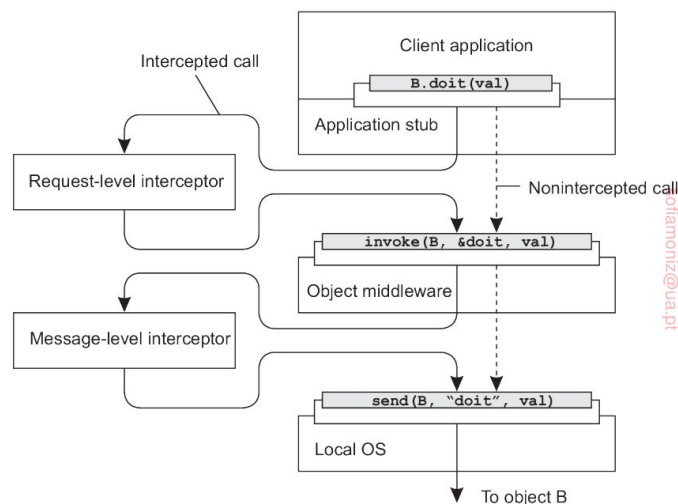 Client application
Intercepted call
B.doit(val)
Application stub
Request-level interceptor
Nonintercepted call
invoke(B, &doit, val)
Object middleware
Message-level interceptor
send(B, “doit”, val)
Local OS
To object B
sofiamoniz@ua.pt